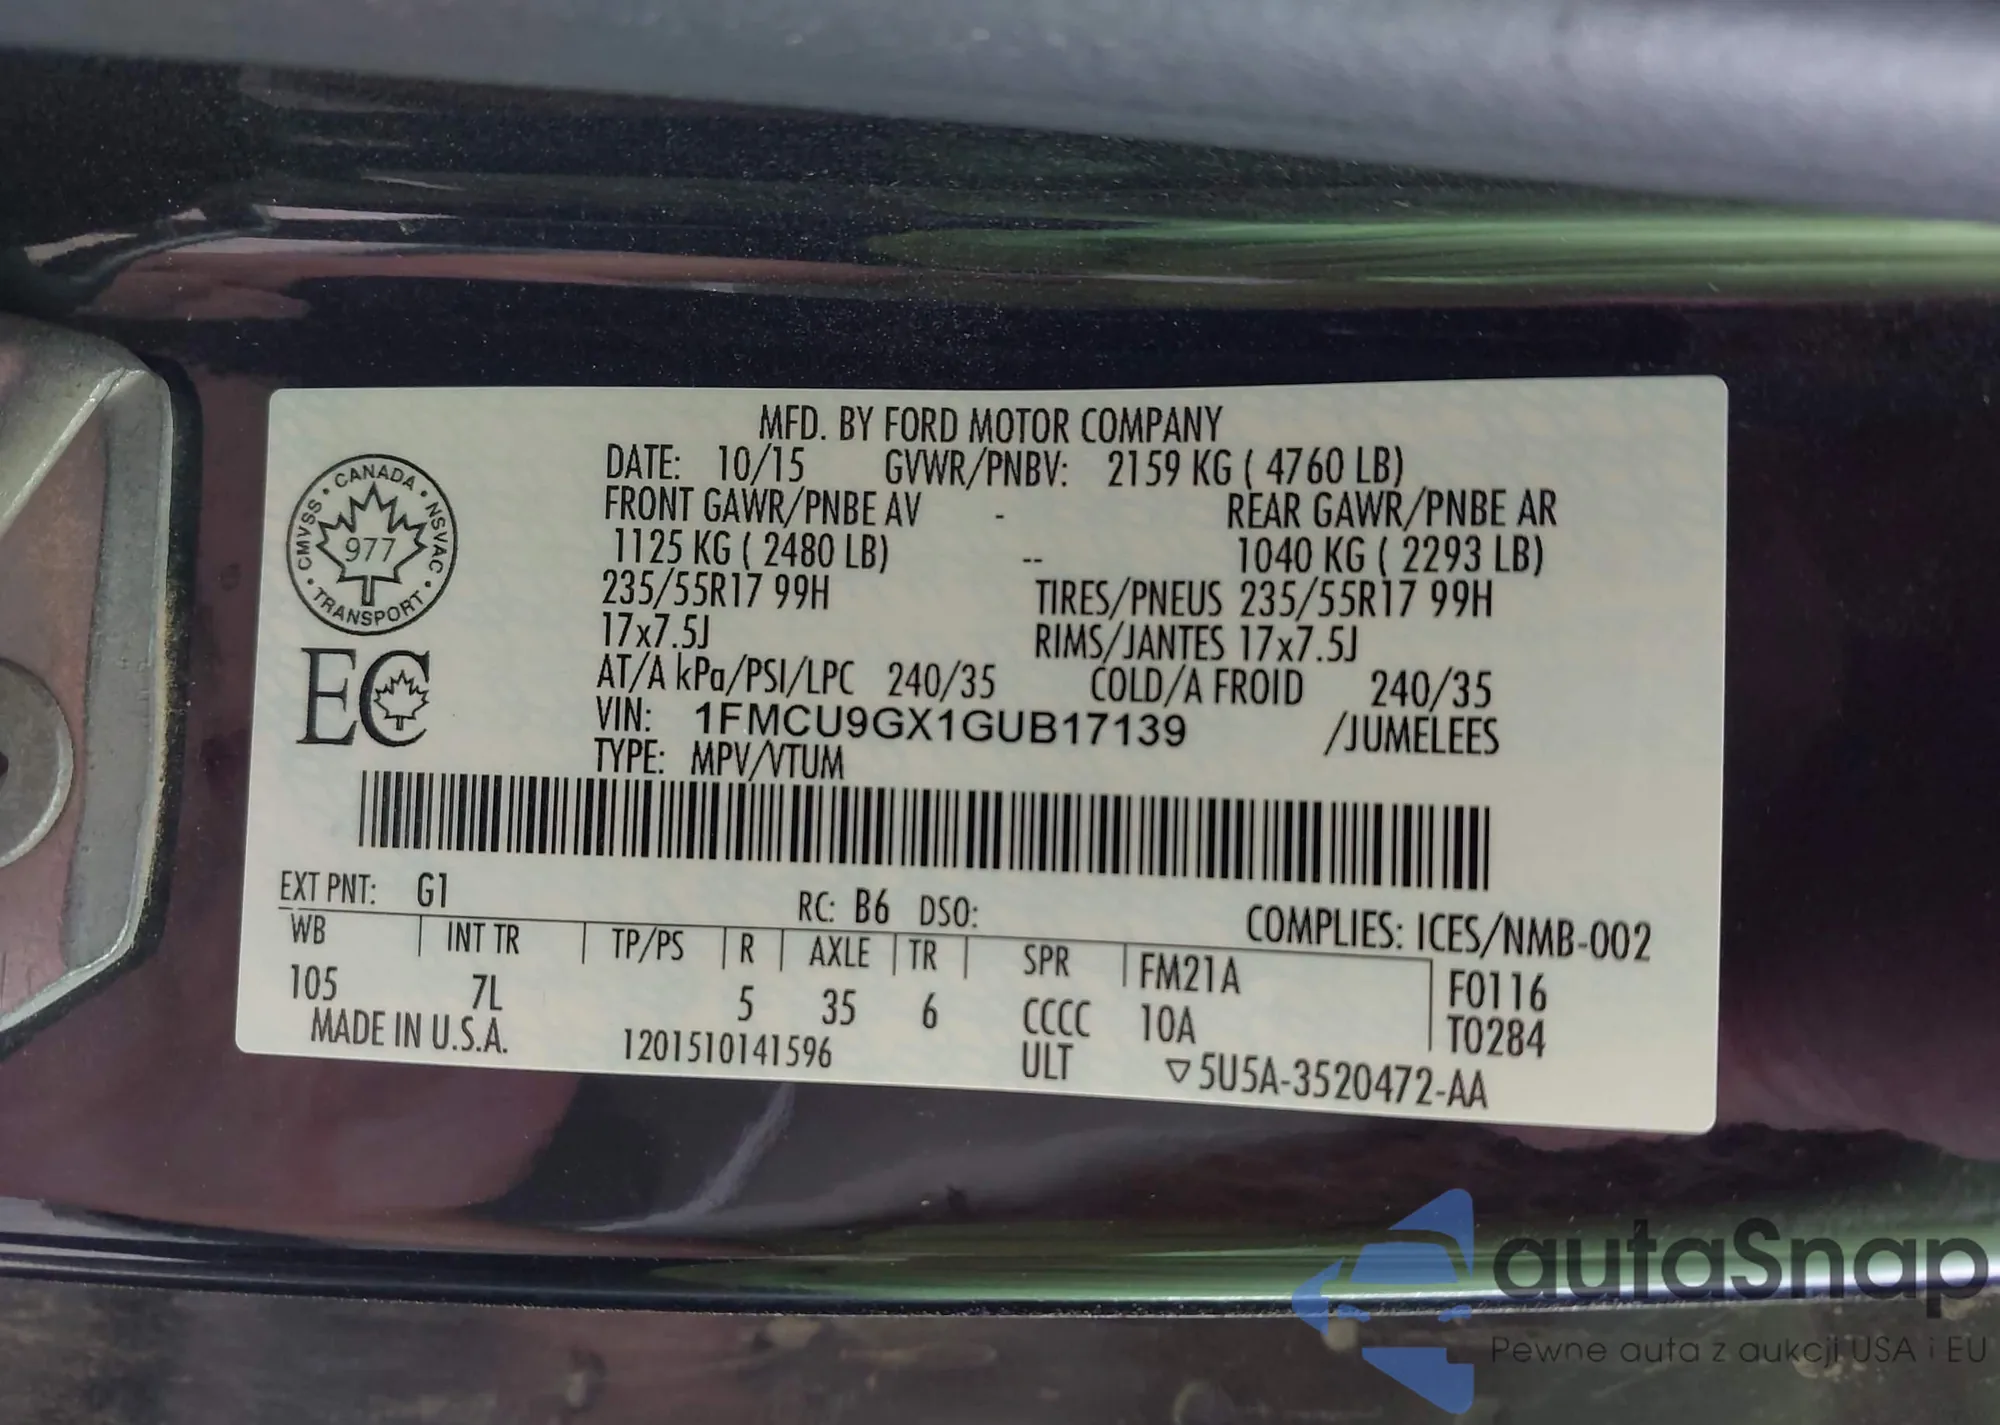 MFD. BY FORD MOTOR COMPANY
DATE: 10/15 GVWR/PNBV: 2159 KG ( 4760 LB)
FRONT GAWR/PNBE AV - REAR GAWR/PNBE AR
1125 KG ( 2480 LB) -- 1040 KG ( 2293 LB)
235/55R17 99H TIRES/PNEUS 235/55R17 99H
17x7.5J RIMS/JANTES 17x7.5J
AT/A kPa/PSI/LPC 240/35 COLD/A FROID 240/35
VIN: 1FMCU9GX1GUB17139 /JUMELEES
TYPE: MPV/VTUM
CANADA · NSVAC · TRANSPORT · CMVSS ·
977
EC
EXT PNT: G1 RC: B6 DSO:
COMPLIES: ICES/NMB-002
WB | INT TR | TP/PS | R | AXLE | TR | SPR | FM21A
105 7L 5 35 6 CCCC 10A
F0116
T0284
MADE IN U.S.A. 1201510141596 ULT ▽5U5A-3520472-AA
autaSnap
Pewne auta z aukcji USA i EU